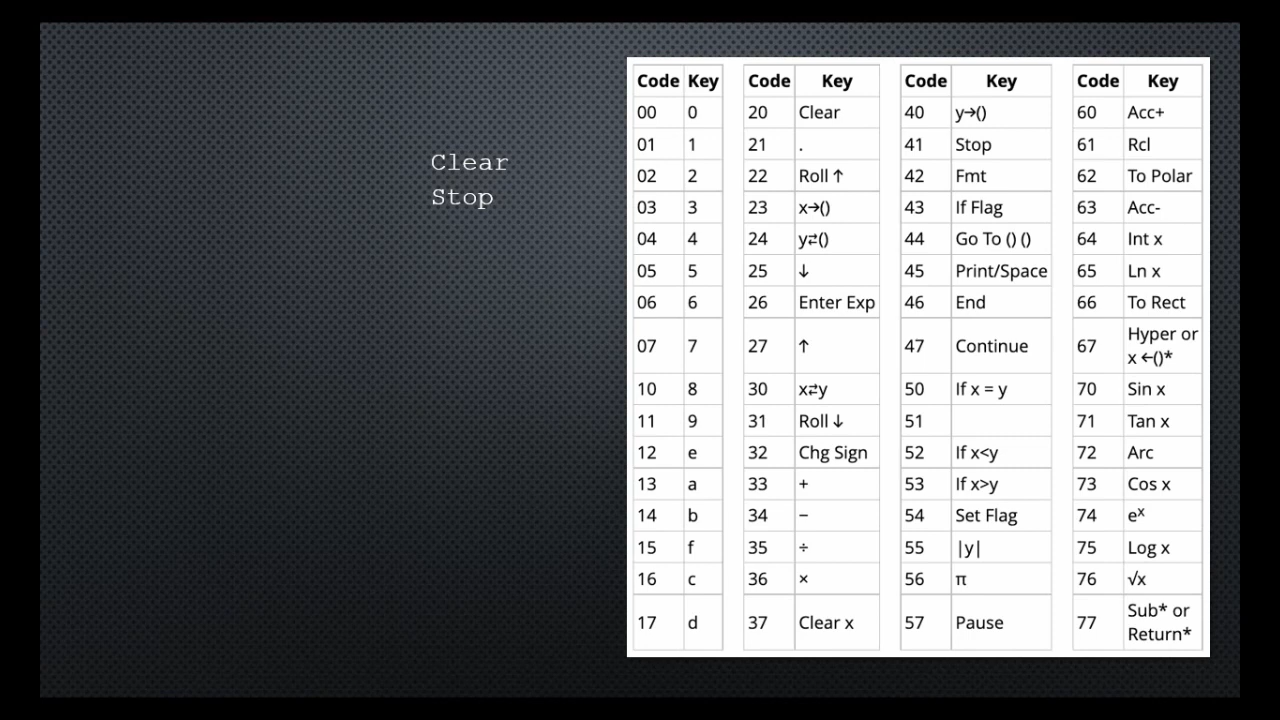 Clear
Stop
Code Key Code Key Code Key Code Key
00 0 20 Clear 40 y→() 60 Acc+
01 1 21 . 41 Stop 61 Rcl
02 2 22 Roll ↑ 42 Fmt 62 To Polar
03 3 23 x→() 43 If Flag 63 Acc-
04 4 24 y⇄() 44 Go To () () 64 Int x
05 5 25 ↓ 45 Print/Space 65 Ln x
06 6 26 Enter Exp 46 End 66 To Rect
07 7 27 ↑ 47 Continue 67 Hyper or
x ←()*
10 8 30 x⇄y 50 If x = y 70 Sin x
11 9 31 Roll ↓ 51 71 Tan x
12 e 32 Chg Sign 52 If x<y 72 Arc
13 a 33 + 53 If x>y 73 Cos x
14 b 34 − 54 Set Flag 74 eˣ
15 f 35 ÷ 55 |y| 75 Log x
16 c 36 × 56 π 76 √x
17 d 37 Clear x 57 Pause 77 Sub* or
Return*